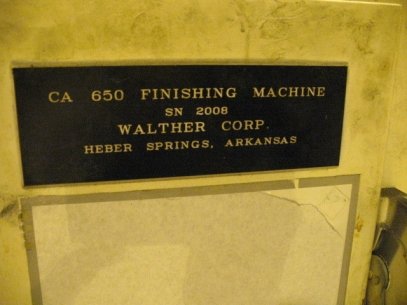 CA 650 FINISHING MACHINE
SN 2008
WALTHER CORP.
HEBER SPRINGS, ARKANSAS